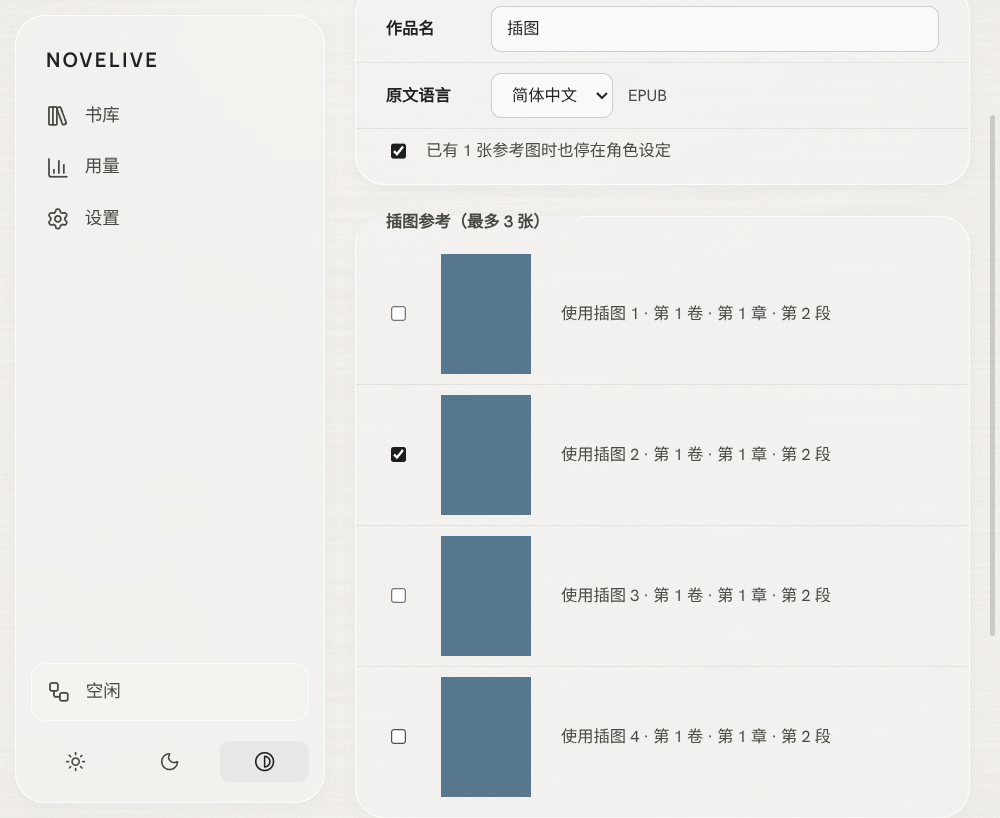 NOVELIVE
书库
用量
设置
空闲
作品名
插图
原文语言
简体中文
EPUB
已有 1 张参考图时也停在角色设定
插图参考（最多 3 张）
使用插图 1 · 第 1 卷 · 第 1 章 · 第 2 段
使用插图 2 · 第 1 卷 · 第 1 章 · 第 2 段
使用插图 3 · 第 1 卷 · 第 1 章 · 第 2 段
使用插图 4 · 第 1 卷 · 第 1 章 · 第 2 段